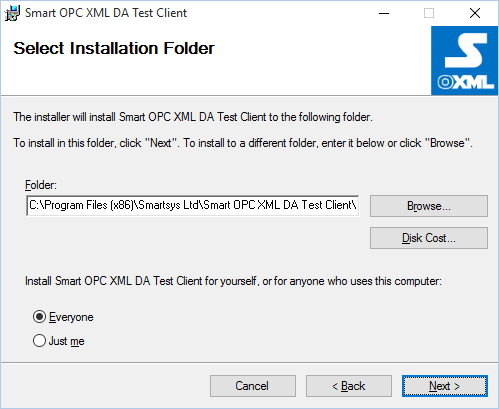 Smart OPC XML DA Test Client
Select Installation Folder
S
XML
The installer will install Smart OPC XML DA Test Client to the following folder.
To install in this folder, click "Next". To install to a different folder, enter it below or click "Browse".
Folder:
C:\Program Files (x86)\Smartsys Ltd\Smart OPC XML DA Test Client\
Browse...
Disk Cost...
Install Smart OPC XML DA Test Client for yourself, or for anyone who uses this computer:
Everyone
Just me
Cancel
< Back
Next >